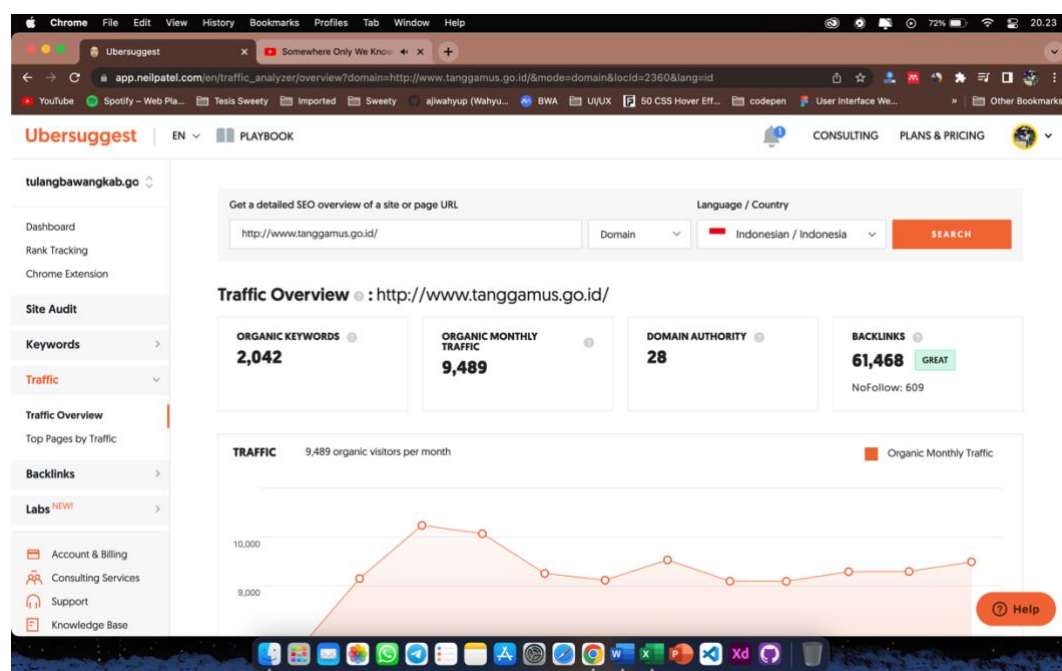 Chrome File Edit View History Bookmarks Profiles Tab Window Help 72% 20.23
Ubersuggest Somewhere Only We Know
app.neilpatel.com/en/traffic_analyzer/overview?domain=http://www.tanggamus.go.id/&mode=domain&locId=2360&lang=id
YouTube Spotify – Web Pla... Tesis Sweety Imported Sweety ajiwahyup (Wahyu... BWA UI/UX 50 CSS Hover Eff... codepen User Interface We... » Other Bookmarks
Ubersuggest EN PLAYBOOK 1 CONSULTING PLANS & PRICING
tulangbawangkab.go
Dashboard
Rank Tracking
Chrome Extension
Site Audit
Keywords
Traffic
Traffic Overview
Top Pages by Traffic
Backlinks
Labs NEW!
Account & Billing
Consulting Services
Support
Knowledge Base
Get a detailed SEO overview of a site or page URL
Language / Country
http://www.tanggamus.go.id/ Domain Indonesian / Indonesia SEARCH
Traffic Overview : http://www.tanggamus.go.id/
ORGANIC KEYWORDS
2,042
ORGANIC MONTHLY
TRAFFIC
9,489
DOMAIN AUTHORITY
28
BACKLINKS
61,468 GREAT
NoFollow: 609
TRAFFIC 9,489 organic visitors per month Organic Monthly Traffic
10,000
9,000
Help
Xd